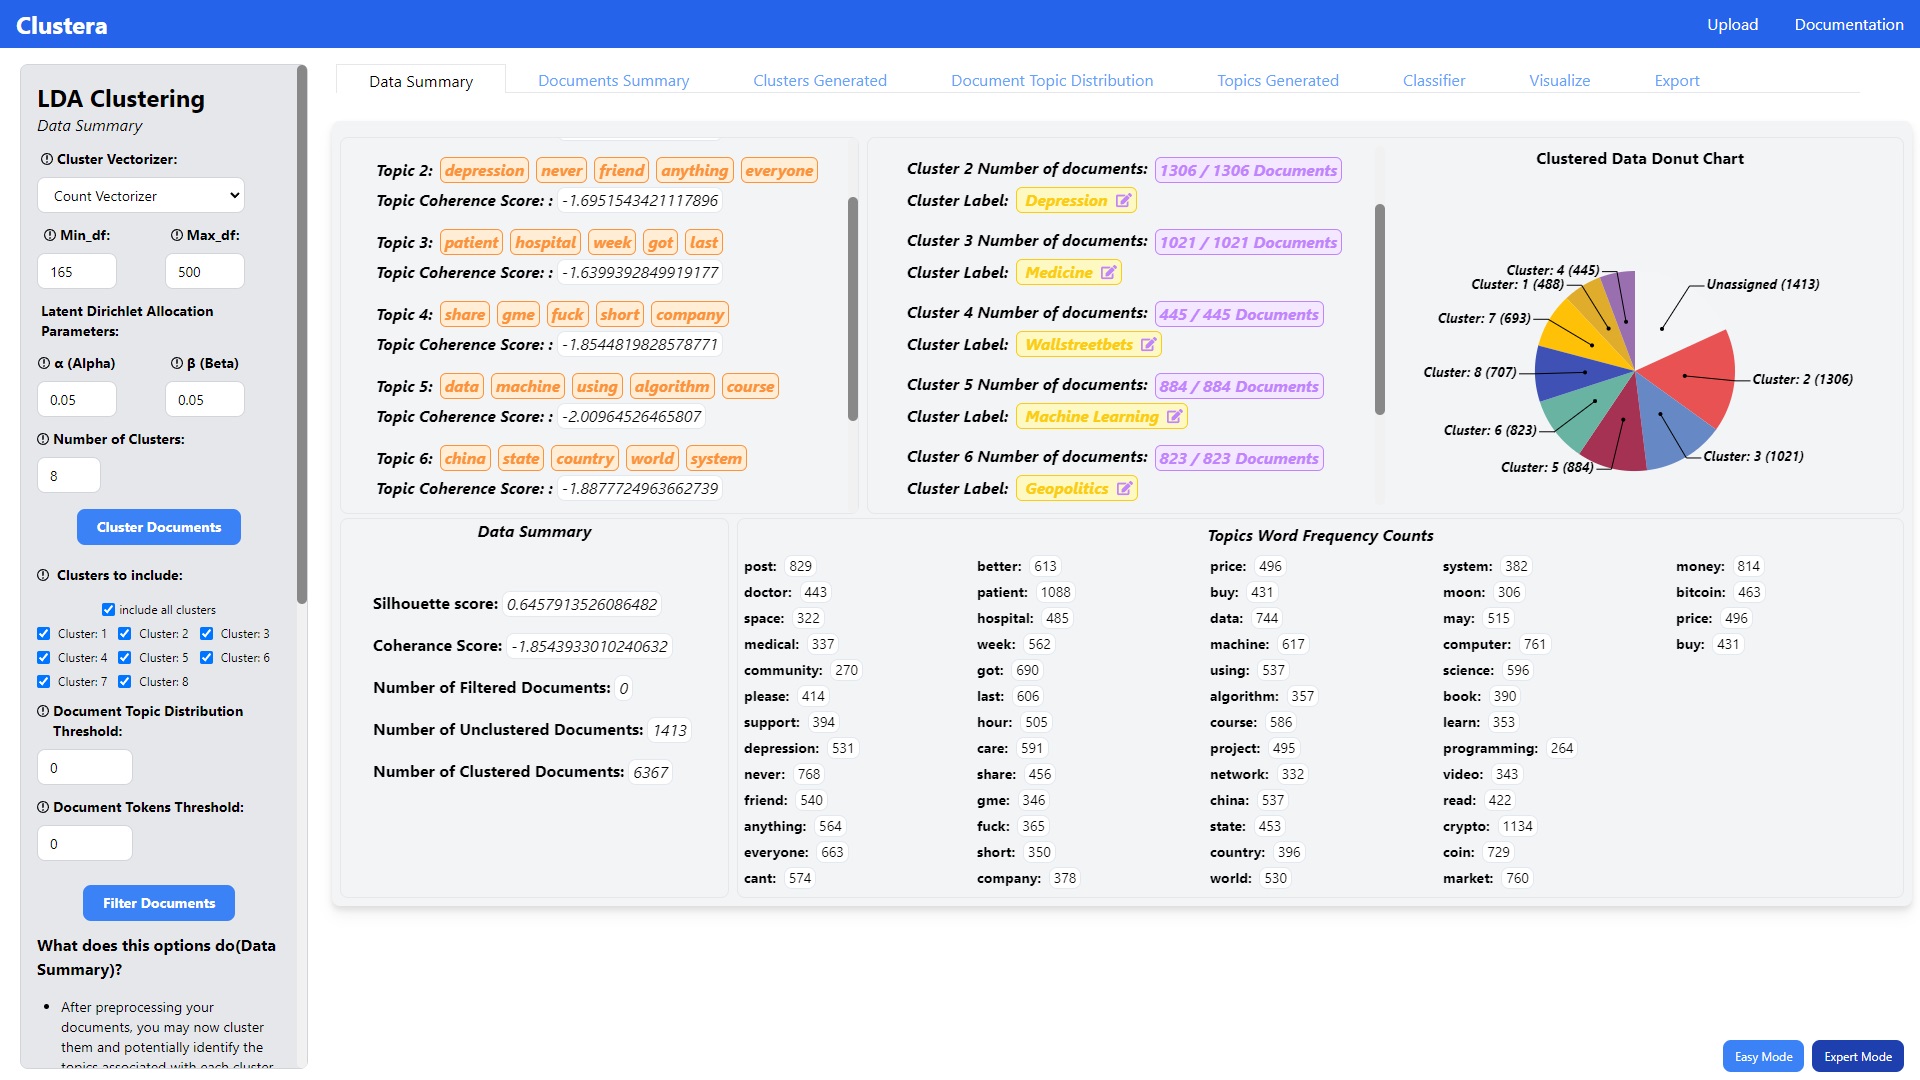 Clustera
Upload
Documentation
LDA Clustering
Data Summary
Cluster Vectorizer:
Count Vectorizer
Min_df:
Max_df:
165
500
Latent Dirichlet Allocation
Parameters:
α (Alpha)
β (Beta)
0.05
0.05
Number of Clusters:
8
Cluster Documents
Clusters to include:
include all clusters
Cluster: 1
Cluster: 2
Cluster: 3
Cluster: 4
Cluster: 5
Cluster: 6
Cluster: 7
Cluster: 8
Document Topic Distribution
Threshold:
0
Document Tokens Threshold:
0
Filter Documents
What does this options do(Data
Summary)?
After preprocessing your
documents, you may now cluster
them and potentially identify the
topics associated with each cluster
Data Summary
Documents Summary
Clusters Generated
Document Topic Distribution
Topics Generated
Classifier
Visualize
Export
Topic 2: depression never friend anything everyone
Topic Coherence Score: : -1.6951543421117896
Topic 3: patient hospital week got last
Topic Coherence Score: : -1.6399392849919177
Topic 4: share gme fuck short company
Topic Coherence Score: : -1.8544819828578771
Topic 5: data machine using algorithm course
Topic Coherence Score: : -2.00964526465807
Topic 6: china state country world system
Topic Coherence Score: : -1.8877724963662739
Cluster 2 Number of documents: 1306 / 1306 Documents
Cluster Label: Depression
Cluster 3 Number of documents: 1021 / 1021 Documents
Cluster Label: Medicine
Cluster 4 Number of documents: 445 / 445 Documents
Cluster Label: Wallstreetbets
Cluster 5 Number of documents: 884 / 884 Documents
Cluster Label: Machine Learning
Cluster 6 Number of documents: 823 / 823 Documents
Cluster Label: Geopolitics
Clustered Data Donut Chart
Cluster: 4 (445)
Cluster: 1 (488)
Unassigned (1413)
Cluster: 7 (693)
Cluster: 8 (707)
Cluster: 2 (1306)
Cluster: 6 (823)
Cluster: 3 (1021)
Cluster: 5 (884)
Data Summary
Silhouette score: 0.6457913526086482
Coherance Score: -1.8543933010240632
Number of Filtered Documents: 0
Number of Unclustered Documents: 1413
Number of Clustered Documents: 6367
Topics Word Frequency Counts
post: 829
doctor: 443
space: 322
medical: 337
community: 270
please: 414
support: 394
depression: 531
never: 768
friend: 540
anything: 564
everyone: 663
cant: 574
better: 613
patient: 1088
hospital: 485
week: 562
got: 690
last: 606
hour: 505
care: 591
share: 456
gme: 346
fuck: 365
short: 350
company: 378
price: 496
buy: 431
data: 744
machine: 617
using: 537
algorithm: 357
course: 586
project: 495
network: 332
china: 537
state: 453
country: 396
world: 530
system: 382
moon: 306
may: 515
computer: 761
science: 596
book: 390
learn: 353
programming: 264
video: 343
read: 422
crypto: 1134
coin: 729
market: 760
money: 814
bitcoin: 463
price: 496
buy: 431
Easy Mode
Expert Mode